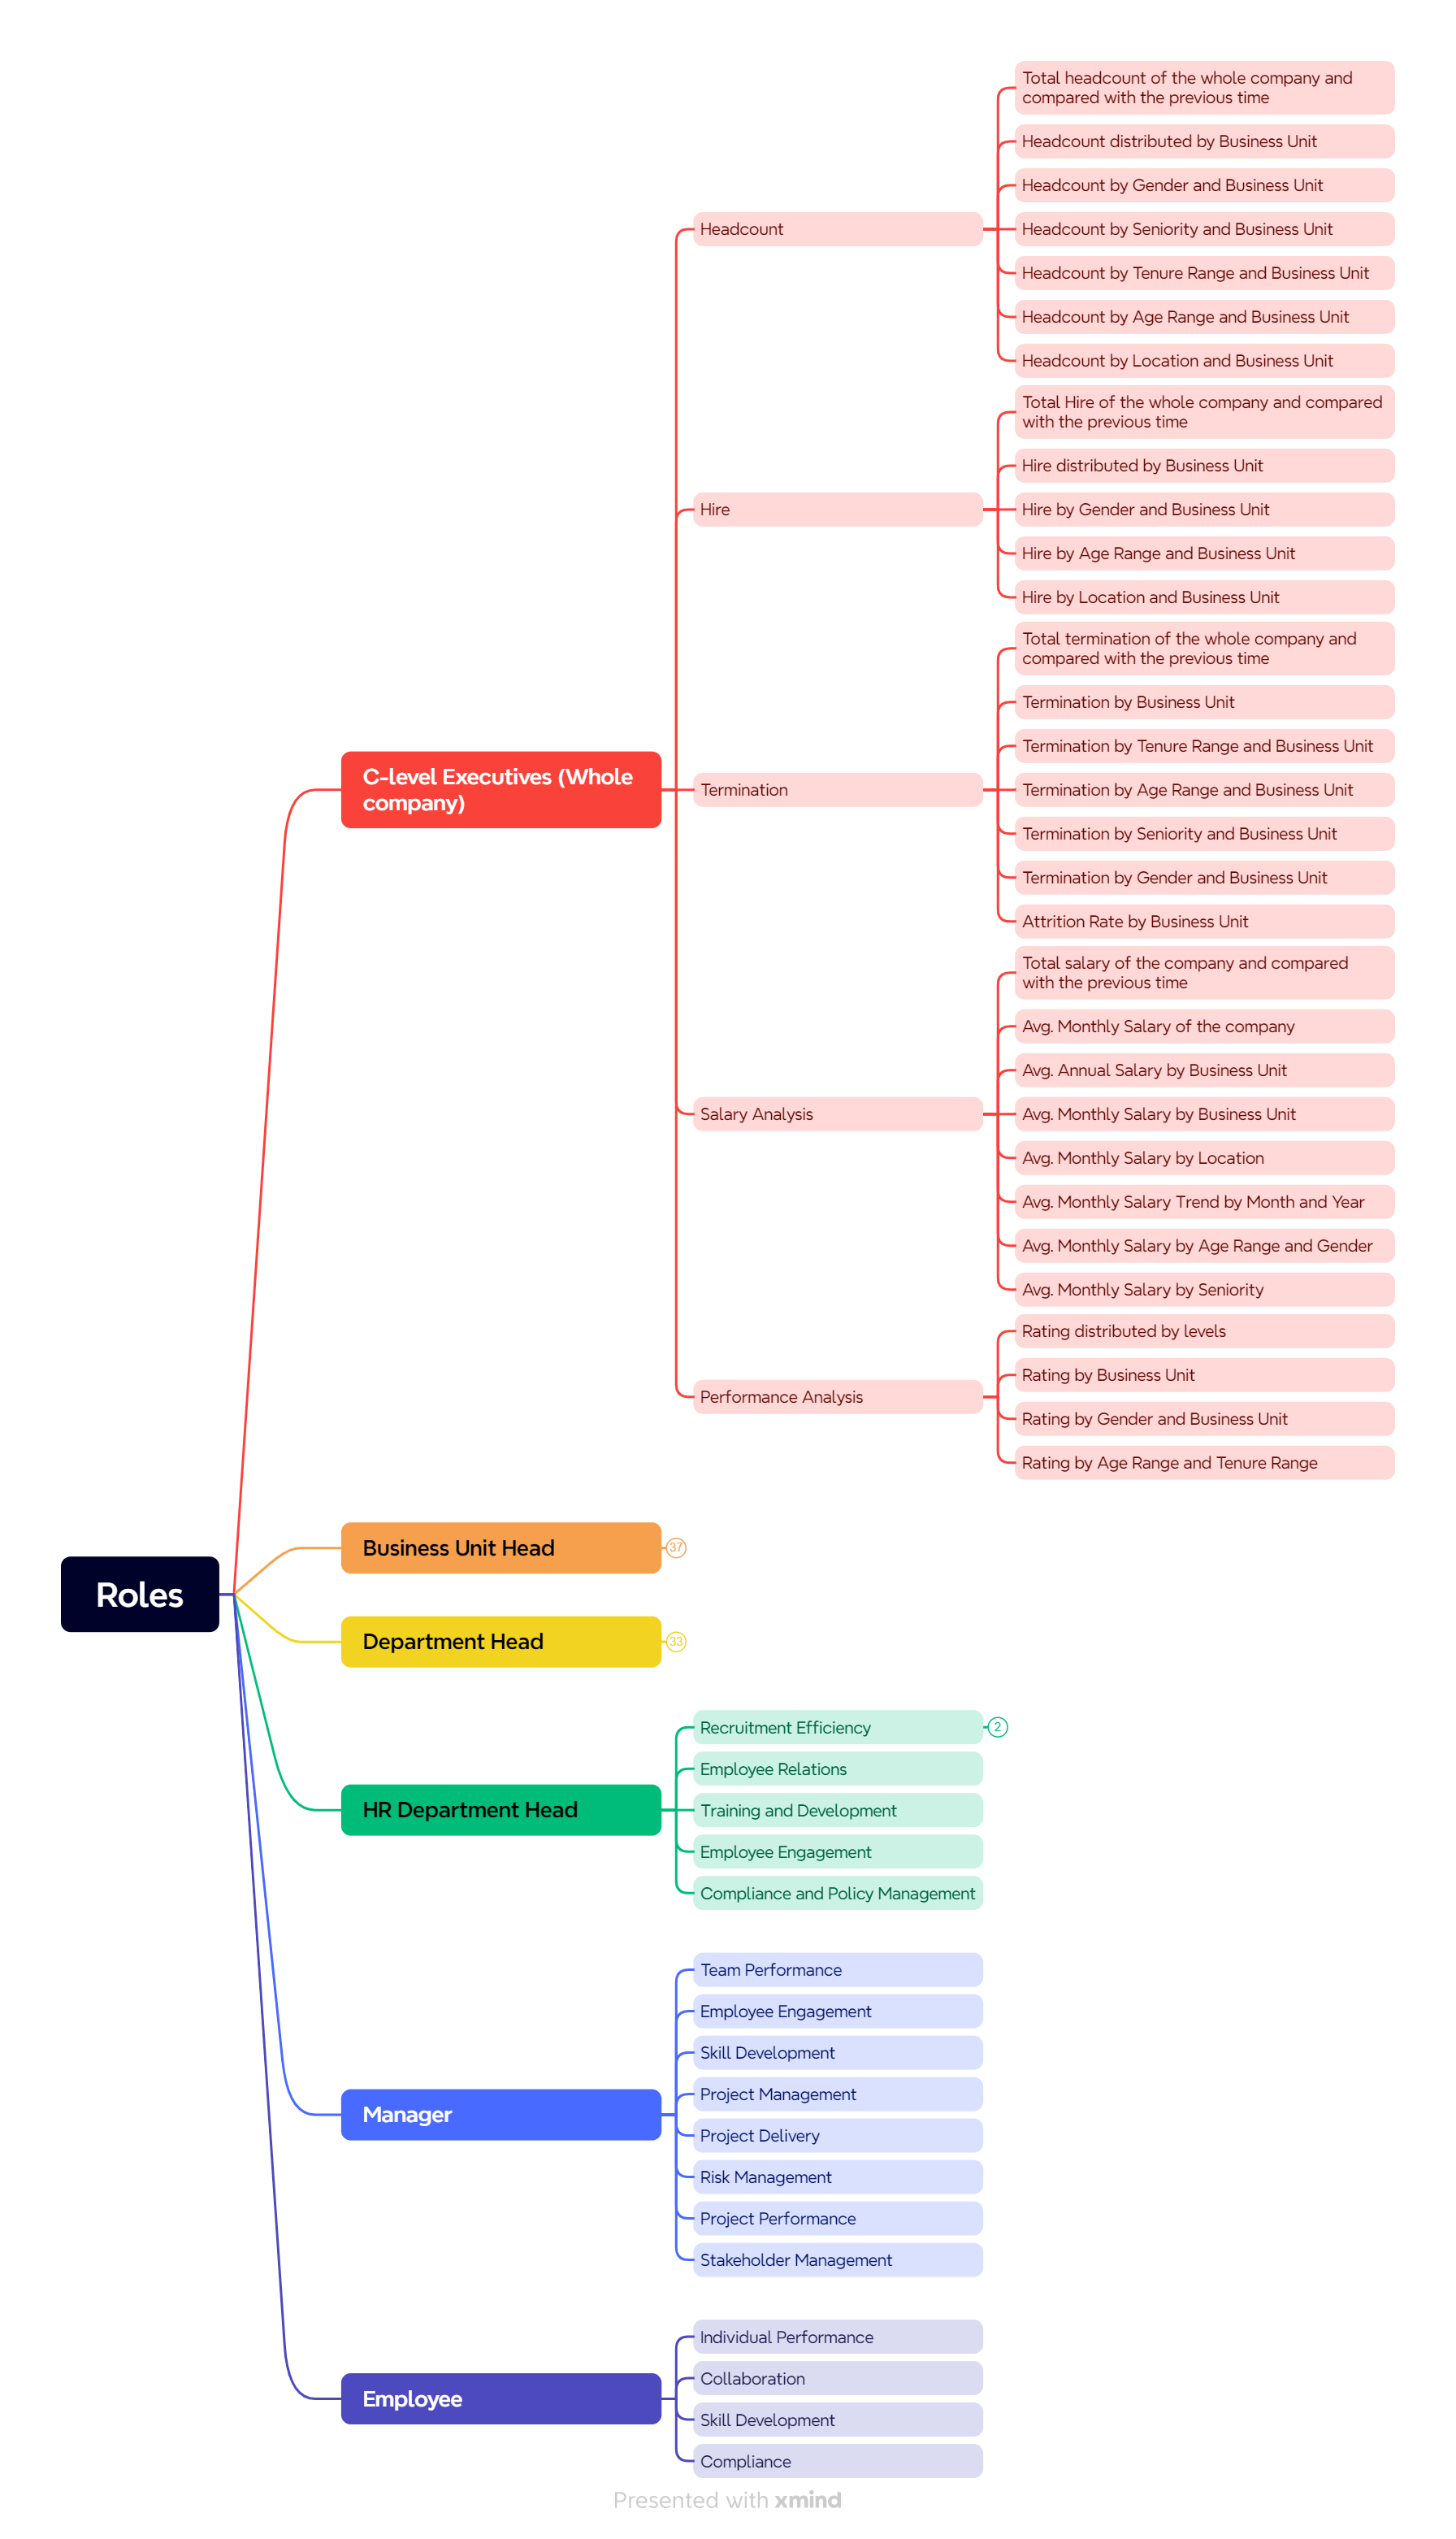 Roles
C-level Executives (Whole
company)
Headcount
Total headcount of the whole company and
compared with the previous time
Headcount distributed by Business Unit
Headcount by Gender and Business Unit
Headcount by Seniority and Business Unit
Headcount by Tenure Range and Business Unit
Headcount by Age Range and Business Unit
Headcount by Location and Business Unit
Hire
Total Hire of the whole company and compared
with the previous time
Hire distributed by Business Unit
Hire by Gender and Business Unit
Hire by Age Range and Business Unit
Hire by Location and Business Unit
Termination
Total termination of the whole company and
compared with the previous time
Termination by Business Unit
Termination by Tenure Range and Business Unit
Termination by Age Range and Business Unit
Termination by Seniority and Business Unit
Termination by Gender and Business Unit
Attrition Rate by Business Unit
Salary Analysis
Total salary of the company and compared
with the previous time
Avg. Monthly Salary of the company
Avg. Annual Salary by Business Unit
Avg. Monthly Salary by Business Unit
Avg. Monthly Salary by Location
Avg. Monthly Salary Trend by Month and Year
Avg. Monthly Salary by Age Range and Gender
Avg. Monthly Salary by Seniority
Performance Analysis
Rating distributed by levels
Rating by Business Unit
Rating by Gender and Business Unit
Rating by Age Range and Tenure Range
Business Unit Head
37
Department Head
33
HR Department Head
Recruitment Efficiency
2
Employee Relations
Training and Development
Employee Engagement
Compliance and Policy Management
Manager
Team Performance
Employee Engagement
Skill Development
Project Management
Project Delivery
Risk Management
Project Performance
Stakeholder Management
Employee
Individual Performance
Collaboration
Skill Development
Compliance
Presented with xmind